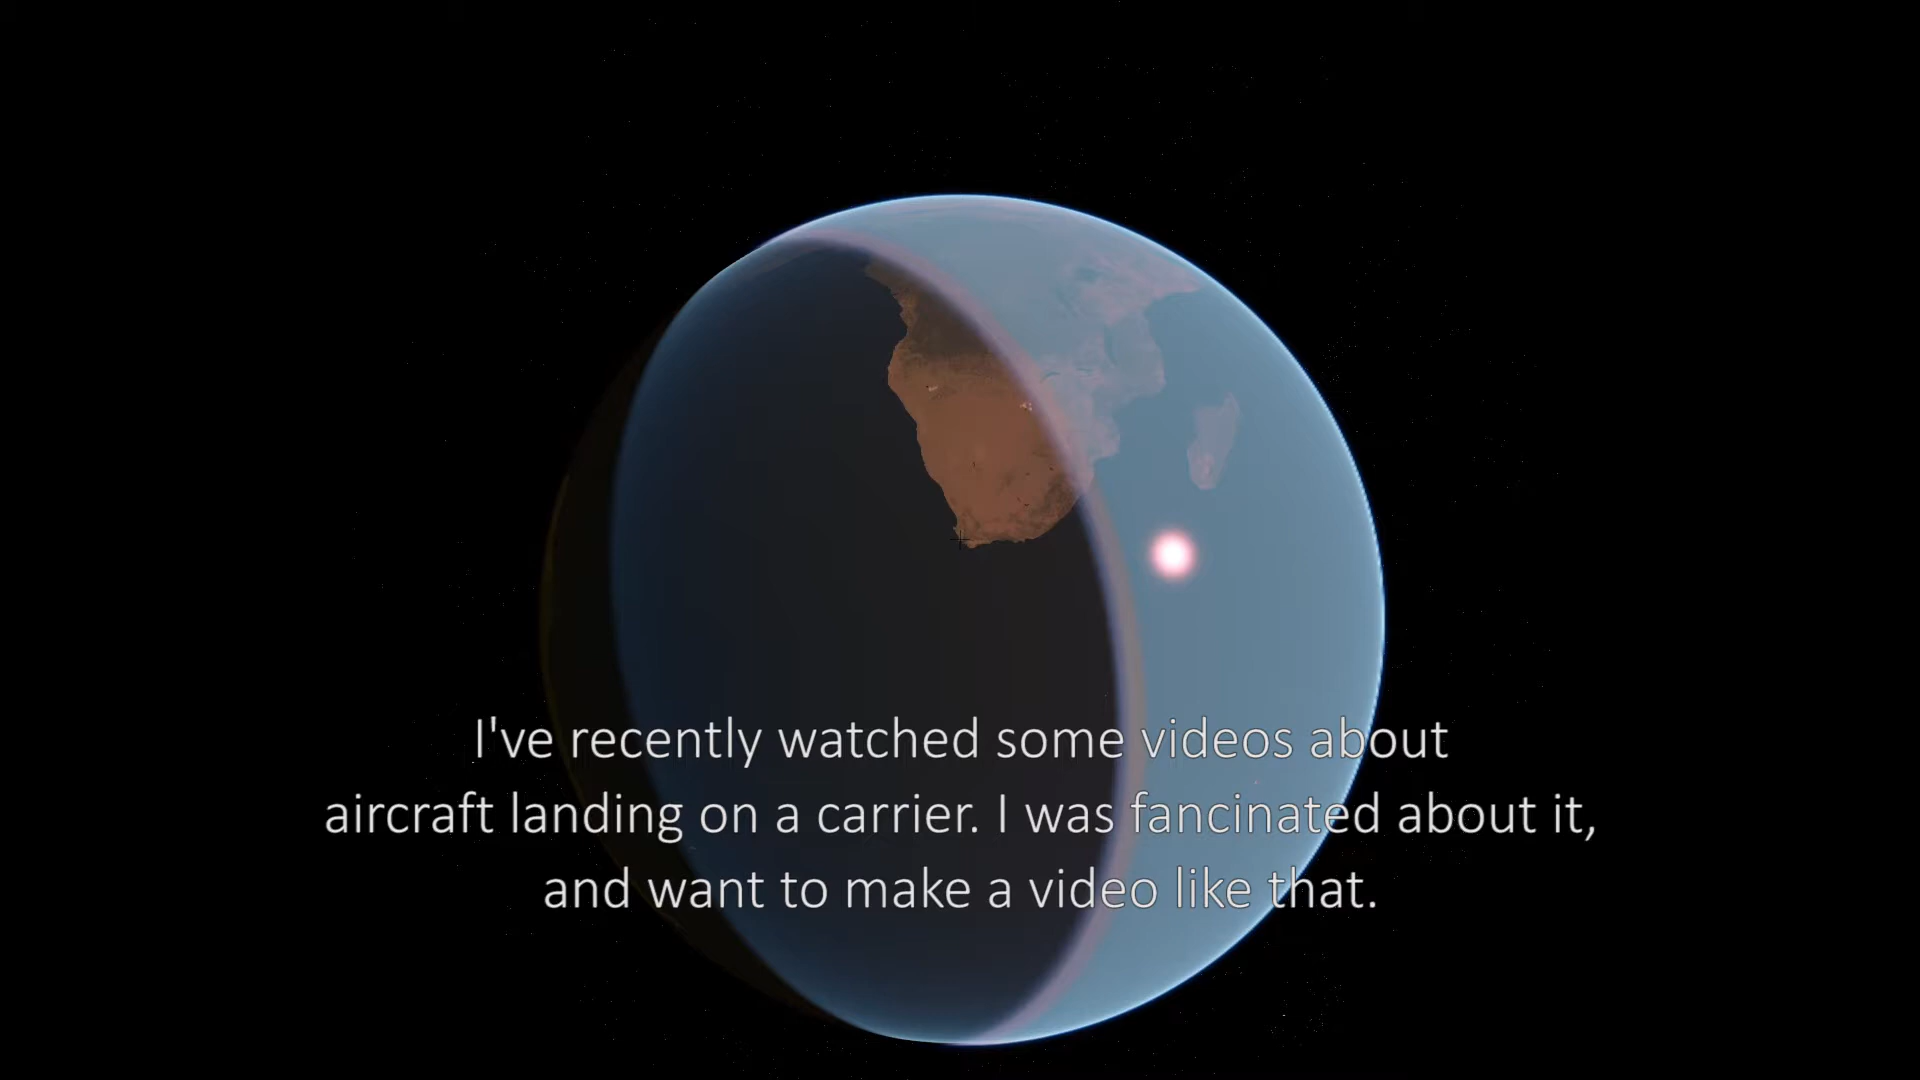 I've recently watched some videos about
aircraft landing on a carrier. I was fancinated about it,
and want to make a video like that.